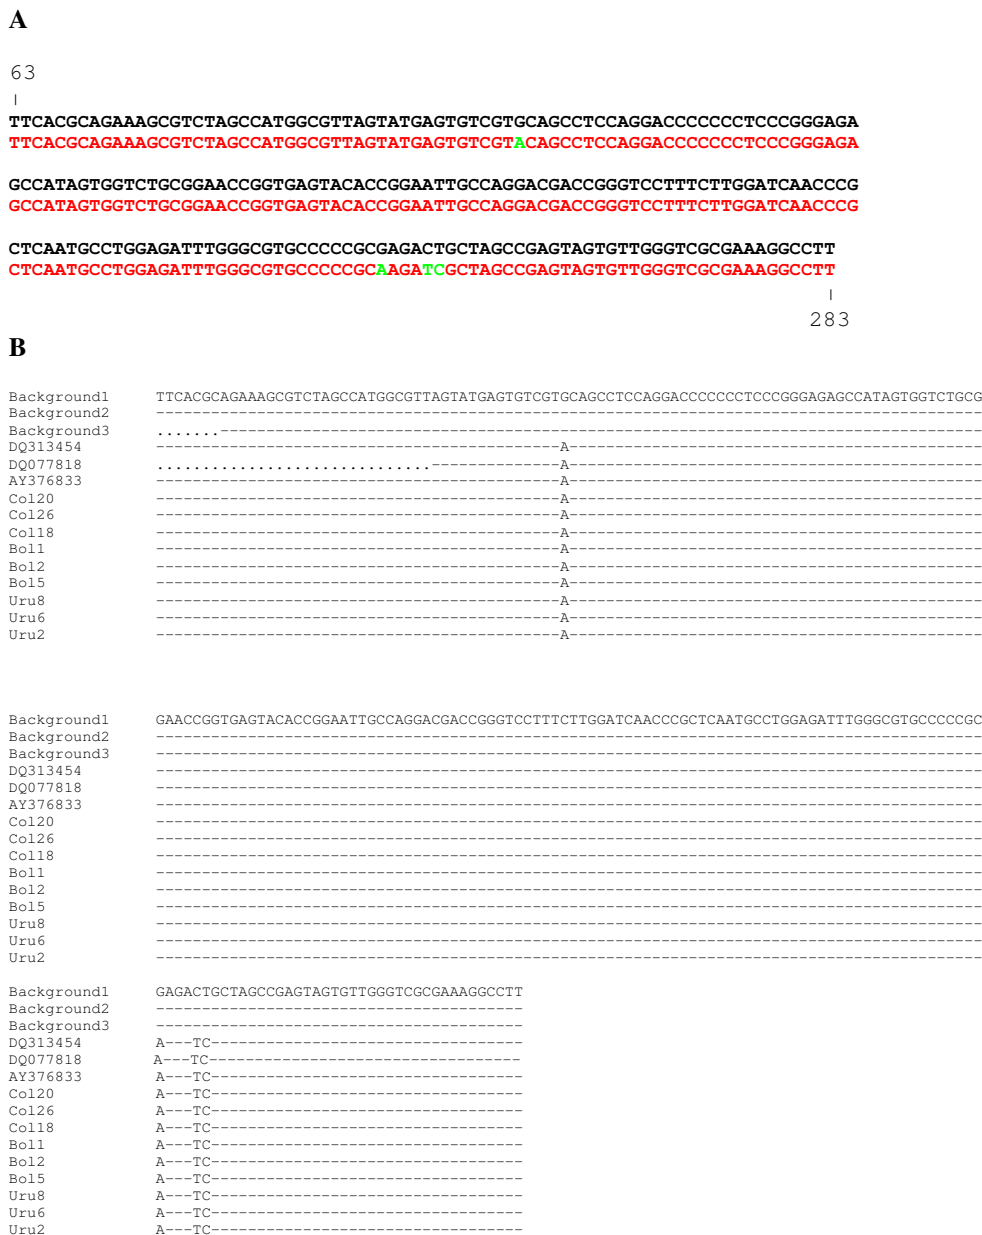 A
63
TTCACGCAGAAAGCGTCTAGCCATGGCGTTAGTATGAGTGTCGTGCAGCCTCCAGGACCCCCCCTCCCGGGAGA
TTCACGCAGAAAGCGTCTAGCCATGGCGTTAGTATGAGTGTCGTACAGCCTCCAGGACCCCCCCTCCCGGGAGA
GCCATAGTGGTCTGCGGAACCGGTGAGTACACCGGAATTGCCAGGACGACCGGGTCCTTTCTTGGATCAACCCG
GCCATAGTGGTCTGCGGAACCGGTGAGTACACCGGAATTGCCAGGACGACCGGGTCCTTTCTTGGATCAACCCG
CTCAATGCCTGGAGATTTGGGCGTGCCCCCGCGAGACTGCTAGCCGAGTAGTGTTGGGTCGCGAAAGGCCTT
CTCAATGCCTGGAGATTTGGGCGTGCCCCCGCAAGATCGCTAGCCGAGTAGTGTTGGGTCGCGAAAGGCCTT
283
B
Background1 TTCACGCAGAAAGCGTCTAGCCATGGCGTTAGTATGAGTGTCGTGCAGCCTCCAGGACCCCCCCTCCCGGGAGAGCCATAGTGGTCTGCG
Background2 ------------------------------------------------------------------------------------------
Background3 .......-----------------------------------------------------------------------------------
DQ313454 --------------------------------------------A---------------------------------------------
DQ077818 ..............................--------------A---------------------------------------------
AY376833 --------------------------------------------A---------------------------------------------
Col20 --------------------------------------------A---------------------------------------------
Col26 --------------------------------------------A---------------------------------------------
Col18 --------------------------------------------A---------------------------------------------
Bol1 --------------------------------------------A---------------------------------------------
Bol2 --------------------------------------------A---------------------------------------------
Bol5 --------------------------------------------A---------------------------------------------
Uru8 --------------------------------------------A---------------------------------------------
Uru6 --------------------------------------------A---------------------------------------------
Uru2 --------------------------------------------A---------------------------------------------
Background1 GAACCGGTGAGTACACCGGAATTGCCAGGACGACCGGGTCCTTTCTTGGATCAACCCGCTCAATGCCTGGAGATTTGGGCGTGCCCCCGC
Background2 ------------------------------------------------------------------------------------------
Background3 ------------------------------------------------------------------------------------------
DQ313454 ------------------------------------------------------------------------------------------
DQ077818 ------------------------------------------------------------------------------------------
AY376833 ------------------------------------------------------------------------------------------
Col20 ------------------------------------------------------------------------------------------
Col26 ------------------------------------------------------------------------------------------
Col18 ------------------------------------------------------------------------------------------
Bol1 ------------------------------------------------------------------------------------------
Bol2 ------------------------------------------------------------------------------------------
Bol5 ------------------------------------------------------------------------------------------
Uru8 ------------------------------------------------------------------------------------------
Uru6 ------------------------------------------------------------------------------------------
Uru2 ------------------------------------------------------------------------------------------
Background1 GAGACTGCTAGCCGAGTAGTGTTGGGTCGCGAAAGGCCTT
Background2 ----------------------------------------
Background3 ----------------------------------------
DQ313454 A---TC----------------------------------
DQ077818 A---TC----------------------------------
AY376833 A---TC----------------------------------
Col20 A---TC----------------------------------
Col26 A---TC----------------------------------
Col18 A---TC----------------------------------
Bol1 A---TC----------------------------------
Bol2 A---TC----------------------------------
Bol5 A---TC----------------------------------
Uru8 A---TC----------------------------------
Uru6 A---TC----------------------------------
Uru2 A---TC----------------------------------